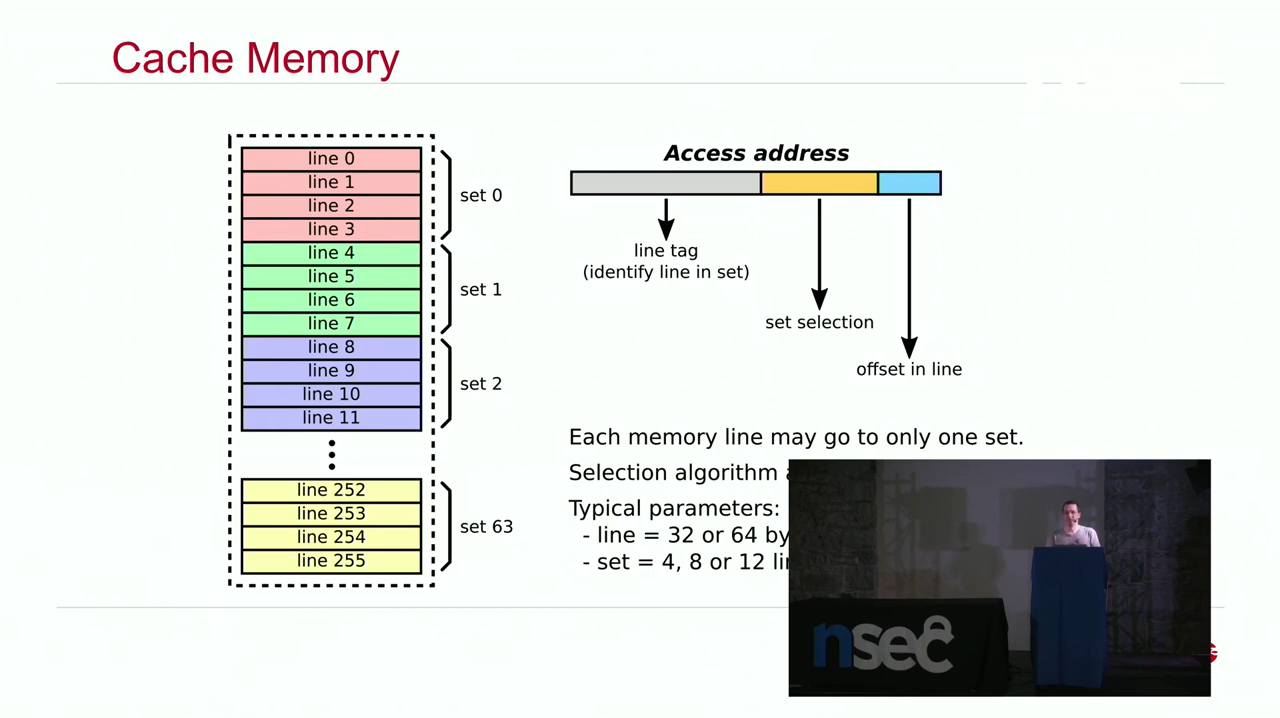 Cache Memory
line 0
line 1
line 2
line 3
set 0
line 4
line 5
line 6
line 7
set 1
line 8
line 9
line 10
line 11
set 2
line 252
line 253
line 254
line 255
set 63
Access address
line tag
(identify line in set)
set selection
offset in line
Each memory line may go to only one set.
Selection algorithm
Typical parameters:
- line = 32 or 64 by
- set = 4, 8 or 12 li
nsec